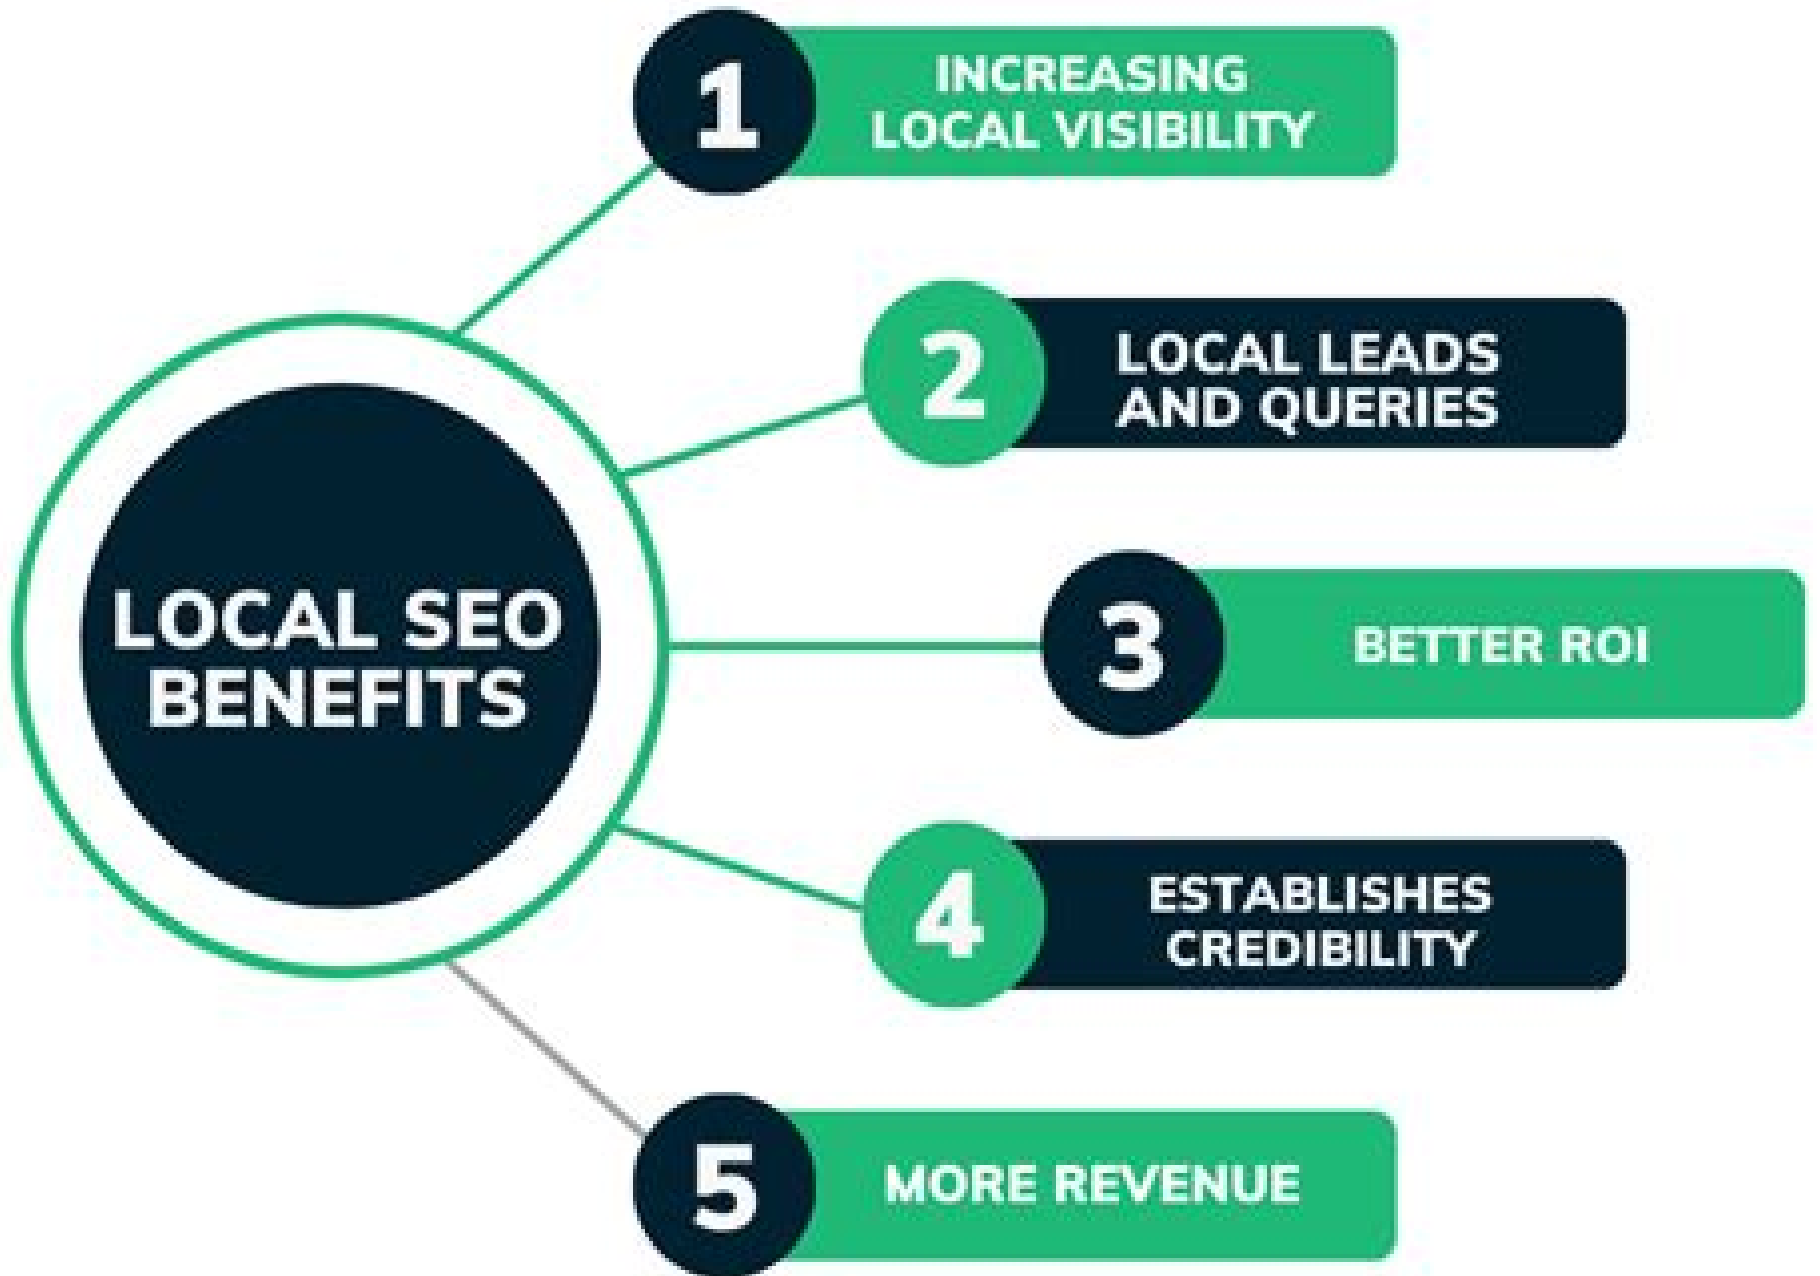 LOCAL SEO
BENEFITS
1
INCREASING
LOCAL VISIBILITY
2
LOCAL LEADS
AND QUERIES
3
BETTER ROI
4
ESTABLISHES
CREDIBILITY
5
MORE REVENUE